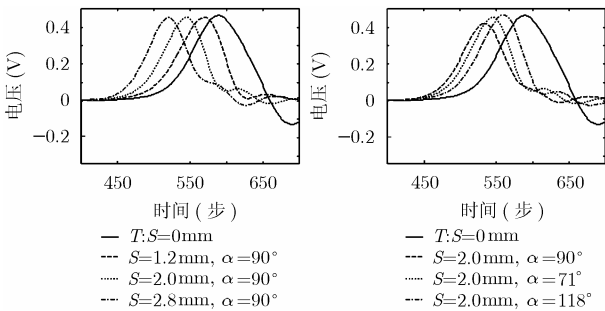 电压 (V)
0.4
0.2
0
−0.2
450 550 650
时间 (步)
T:S=0mm
S=1.2mm, α=90°
S=2.0mm, α=90°
S=2.8mm, α=90°
电压 (V)
0.4
0.2
0
−0.2
450 550 650
时间 (步)
T:S=0mm
S=2.0mm, α=90°
S=2.0mm, α=71°
S=2.0mm, α=118°